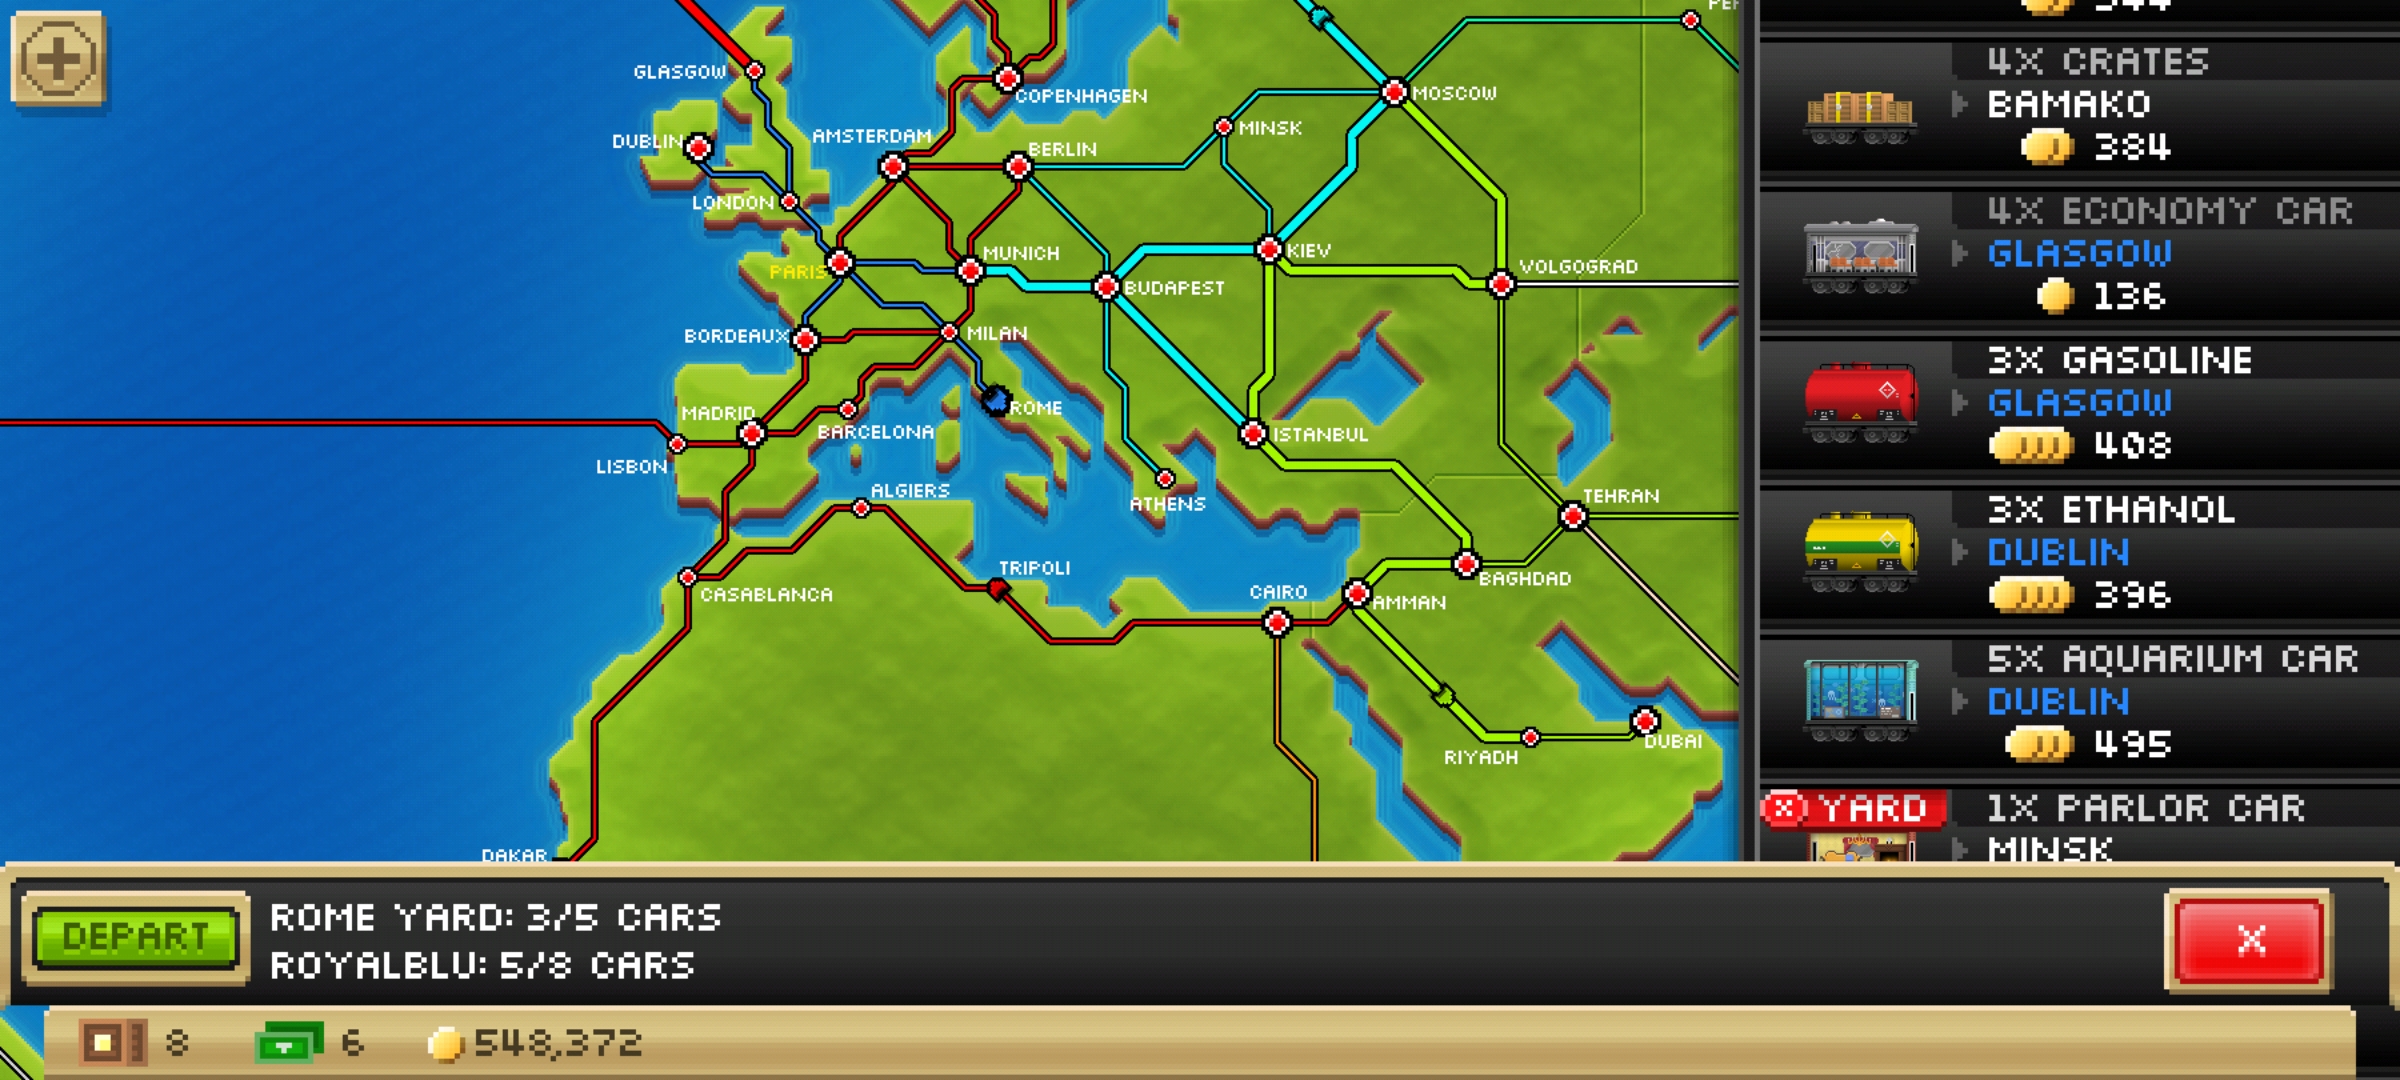 GLASGOW
COPENHAGEN
DUBLIN
AMSTERDAM
BERLIN
MINSK
MOSCOW
LONDON
PARIS
MUNICH
BUDAPEST
KIEV
VOLGOGRAD
BORDEAUX
MILAN
MADRID
ROME
BARCELONA
ISTANBUL
LISBON
ALGIERS
ATHENS
TEHRAN
TRIPOLI
CASABLANCA
CAIRO
AMMAN
BAGHDAD
RIYADH
DUBAI
DAKAR
4X CRATES
BAMAKO
384
4X ECONOMY CAR
GLASGOW
136
3X GASOLINE
GLASGOW
408
3X ETHANOL
DUBLIN
396
5X AQUARIUM CAR
DUBLIN
495
X YARD
1X PARLOR CAR
MINSK
DEPART
ROME YARD: 3/5 CARS
ROYALBLU: 5/8 CARS
X
8
6
548,372